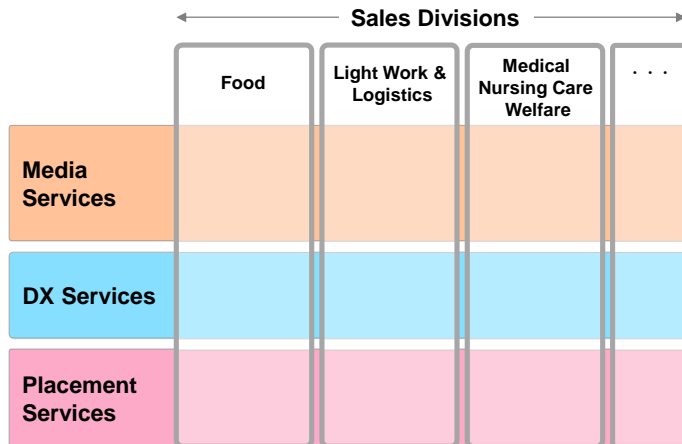 Sales Divisions
Food
Light Work &
Logistics
Medical
Nursing Care
Welfare
. . .
Media
Services
DX Services
Placement
Services